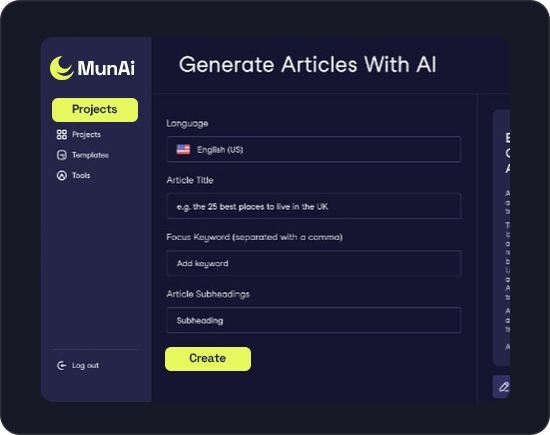 MunAi
Generate Articles With AI
Projects
Projects
Templates
Tools
Log out
Language
English (US)
Article Title
e.g. the 25 best places to live in the UK
Focus Keyword (separated with a comma)
Add keyword
Article Subheadings
Subheading
Create